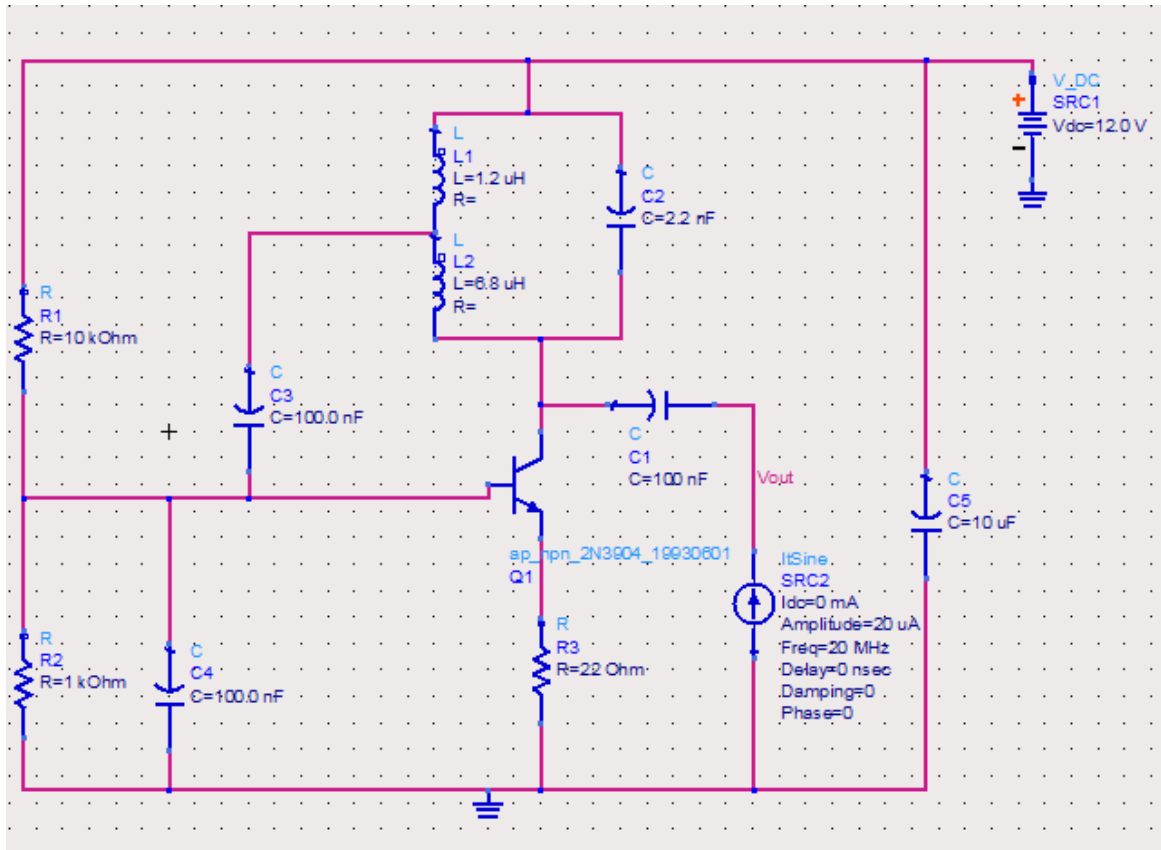 V_DC
SRC1
Vdc=12.0 V
L
L1
L=1.2 uH
R=
C
C2
C=2.2 nF
L
L2
L=6.8 uH
R=
R
R1
R=10 kOhm
C
C3
C=100.0 nF
C
C1
C=100 nF
Vout
C
C5
C=10 uF
ap_npn_2N3904_19930601
Q1
ItSine
SRC2
Idc=0 mA
Amplitude=20 uA
Freq=20 MHz
Delay=0 nsec
Damping=0
Phase=0
R
R3
R=22 Ohm
R
R2
R=1 kOhm
C
C4
C=100.0 nF